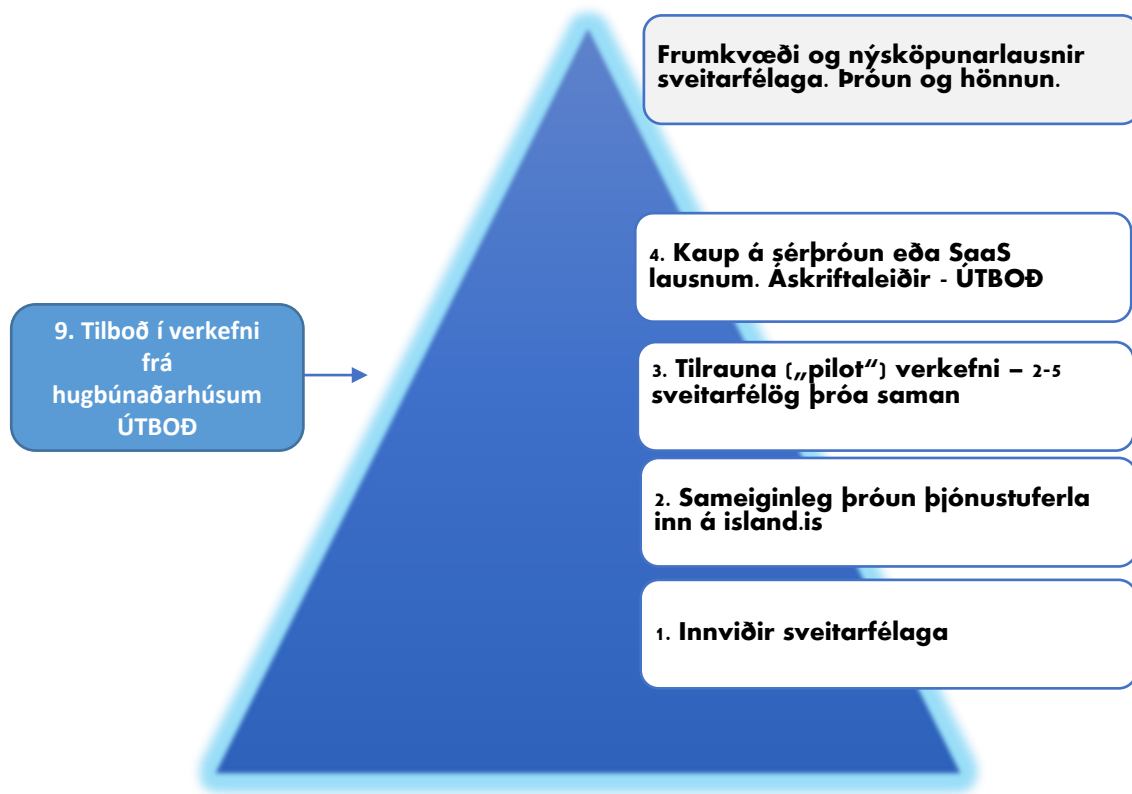 Frumkvæði og nýsköpunarlausnir
sveitarfélaga. Þróun og hönnun.
4. Kaup á sérþróun eða SaaS
lausnum. Áskriftaleiðir - ÚTBOÐ
9. Tilboð í verkefni
frá
hugbúnaðarhúsum
ÚTBOÐ
3. Tilrauna („pilot“) verkefni – 2-5
sveitarfélög þróa saman
2. Sameiginleg þróun þjónustuferla
inn á island.is
1. Innviðir sveitarfélaga